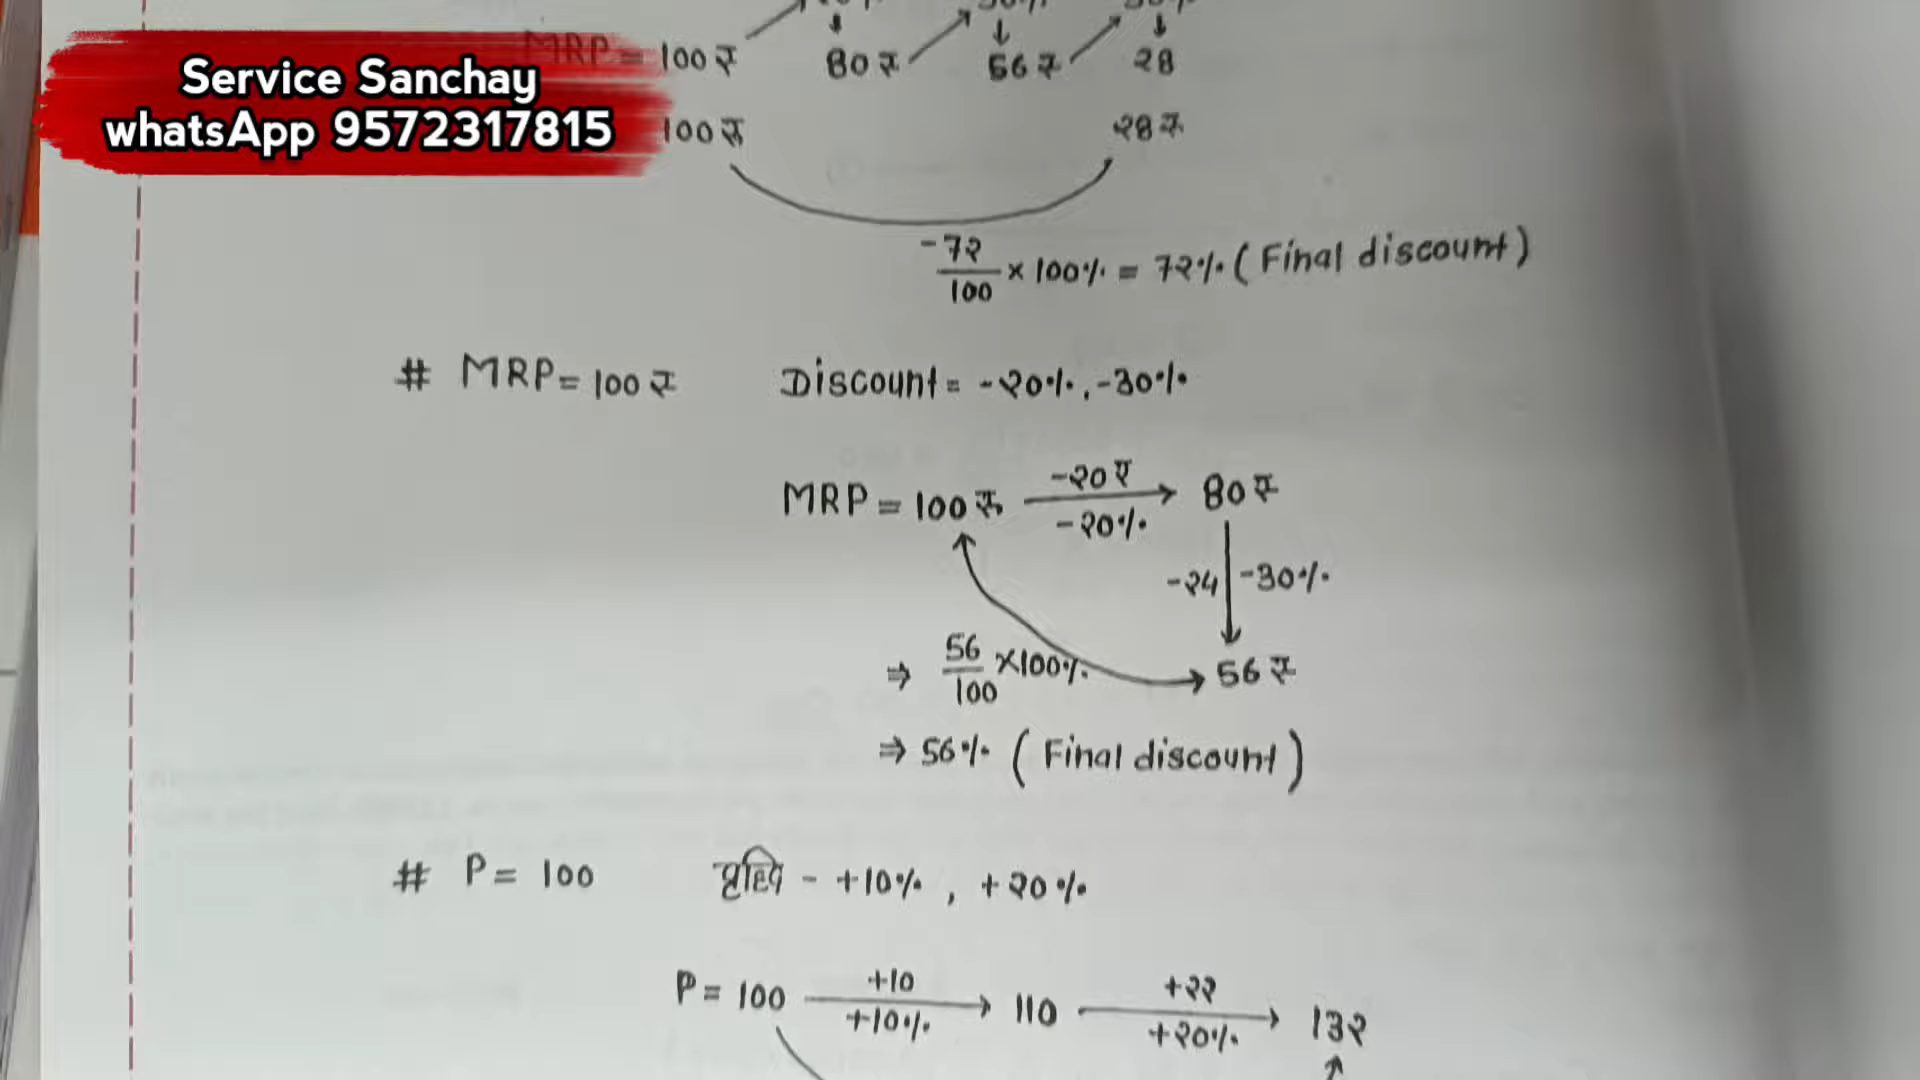 MRP = 100 रु 80 रु 56 रु 28
Service Sanchay
whatsApp 9572317815
100 रु 28 रु
-72/100 × 100% = 72% ( Final discount )
# MRP = 100 रु Discount = -20%, -30%
MRP = 100 रु -20 रु -20% 80 रु
-24 -30%
⇒ 56/100 ×100% 56 रु
⇒ 56% ( Final discount )
# P = 100 वृद्धि - +10% , +20%
P = 100 +10 +10% 110 +22 +20% 132